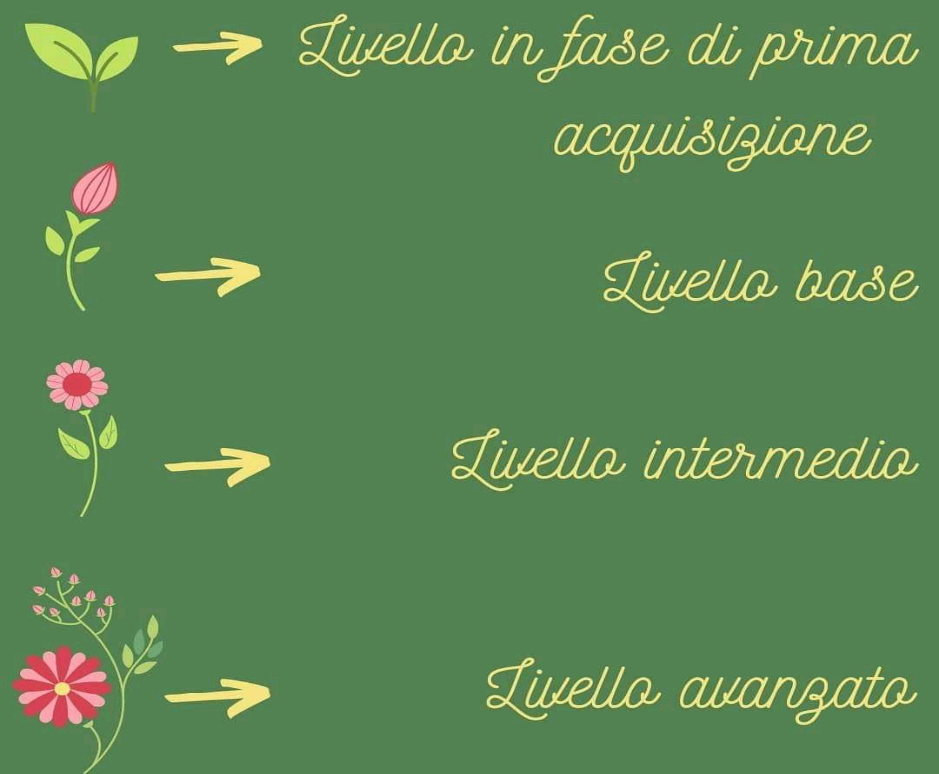 Livello in fase di prima
acquisizione
Livello base
Livello intermedio
Livello avanzato